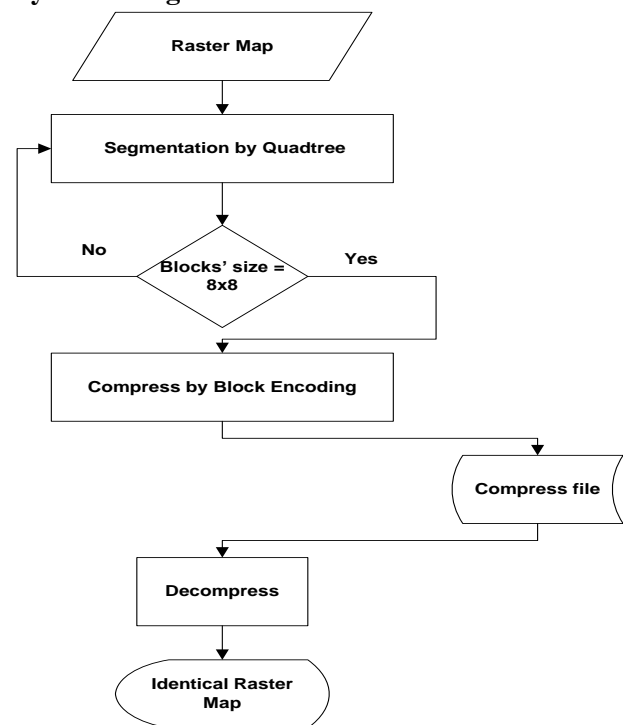 Raster Map
Segmentation by Quadtree
No
Yes
Blocks' size =
8x8
Compress by Block Encoding
Compress file
Decompress
Identical Raster
Map